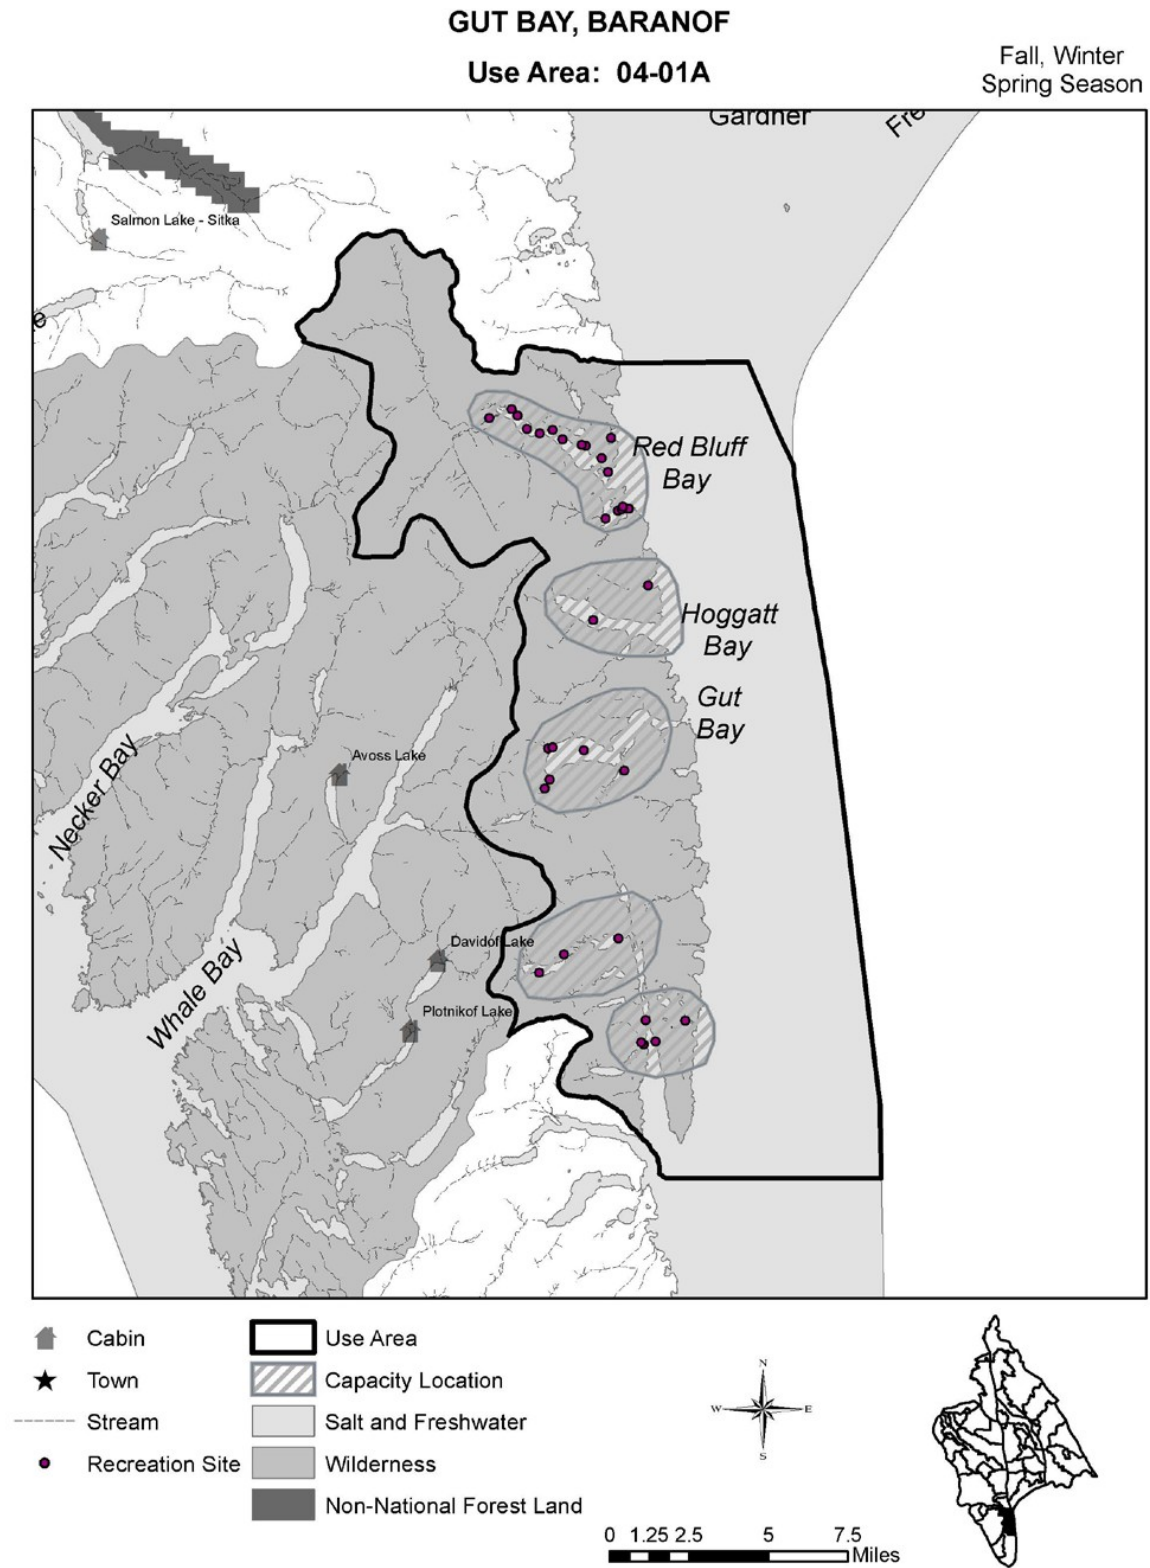 GUT BAY, BARANOF
Use Area: 04-01A
Fall, Winter
Spring Season
Gardner
Fre
Salmon Lake - Sitka
e
Red Bluff
Bay
Hoggatt
Bay
Gut
Bay
Necker Bay
Avoss Lake
Whale Bay
Davidof Lake
Plotnikof Lake
Cabin
Town
Stream
Recreation Site
Use Area
Capacity Location
Salt and Freshwater
Wilderness
Non-National Forest Land
N
W E
S
0 1.25 2.5 5 7.5
Miles